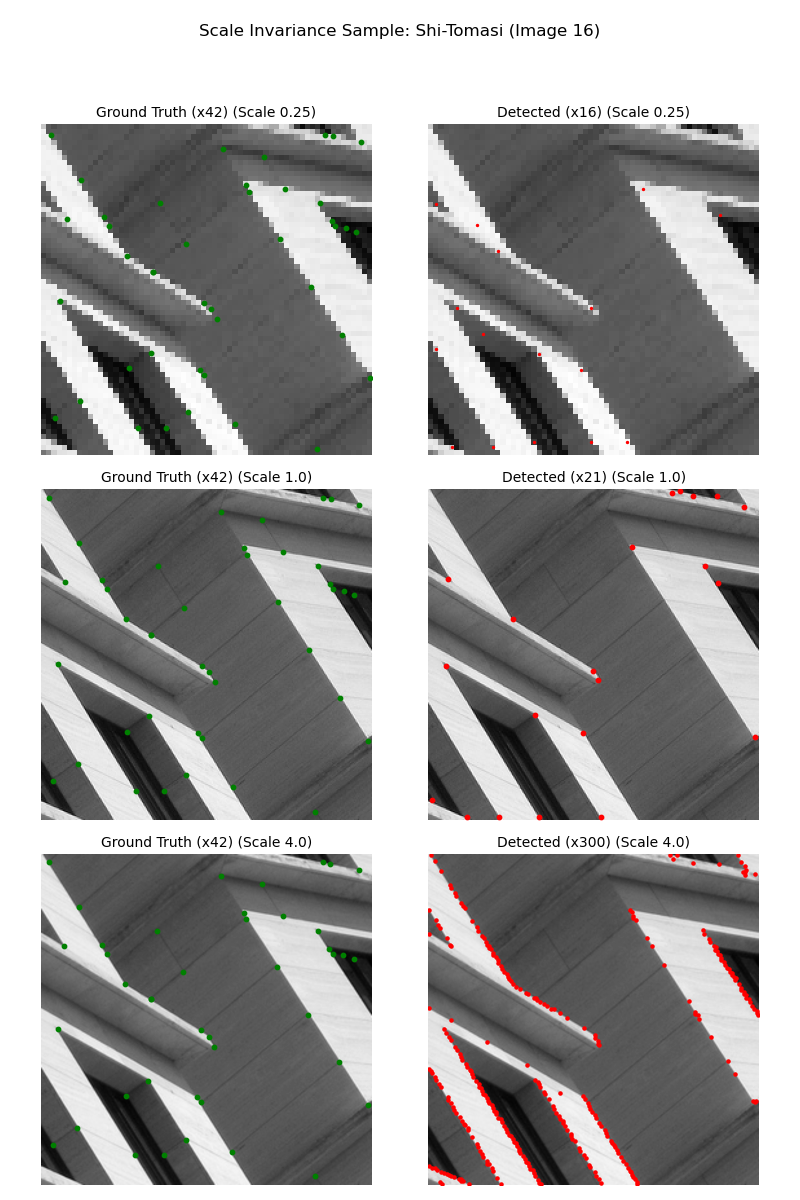 Scale Invariance Sample: Shi-Tomasi (Image 16)
Ground Truth (x42) (Scale 0.25)
Detected (x16) (Scale 0.25)
Ground Truth (x42) (Scale 1.0)
Detected (x21) (Scale 1.0)
Ground Truth (x42) (Scale 4.0)
Detected (x300) (Scale 4.0)